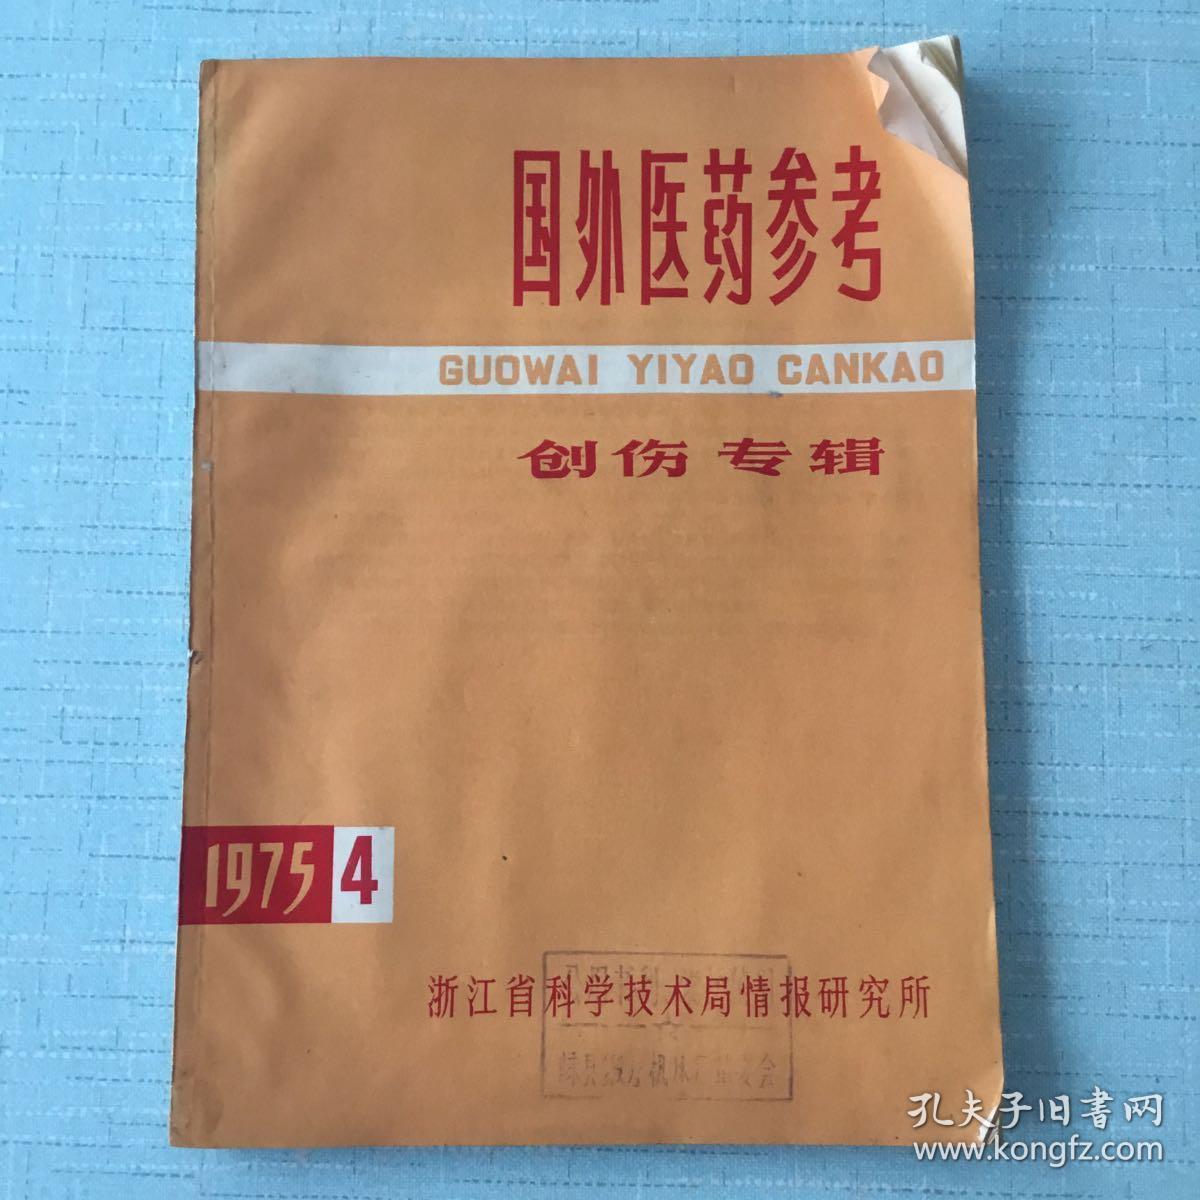 国外医药参考
GUOWAI YIYAO CANKAO
创伤专辑
1975 4
浙江省科学技术局情报研究所
孔夫子旧书网
www.kongfz.com